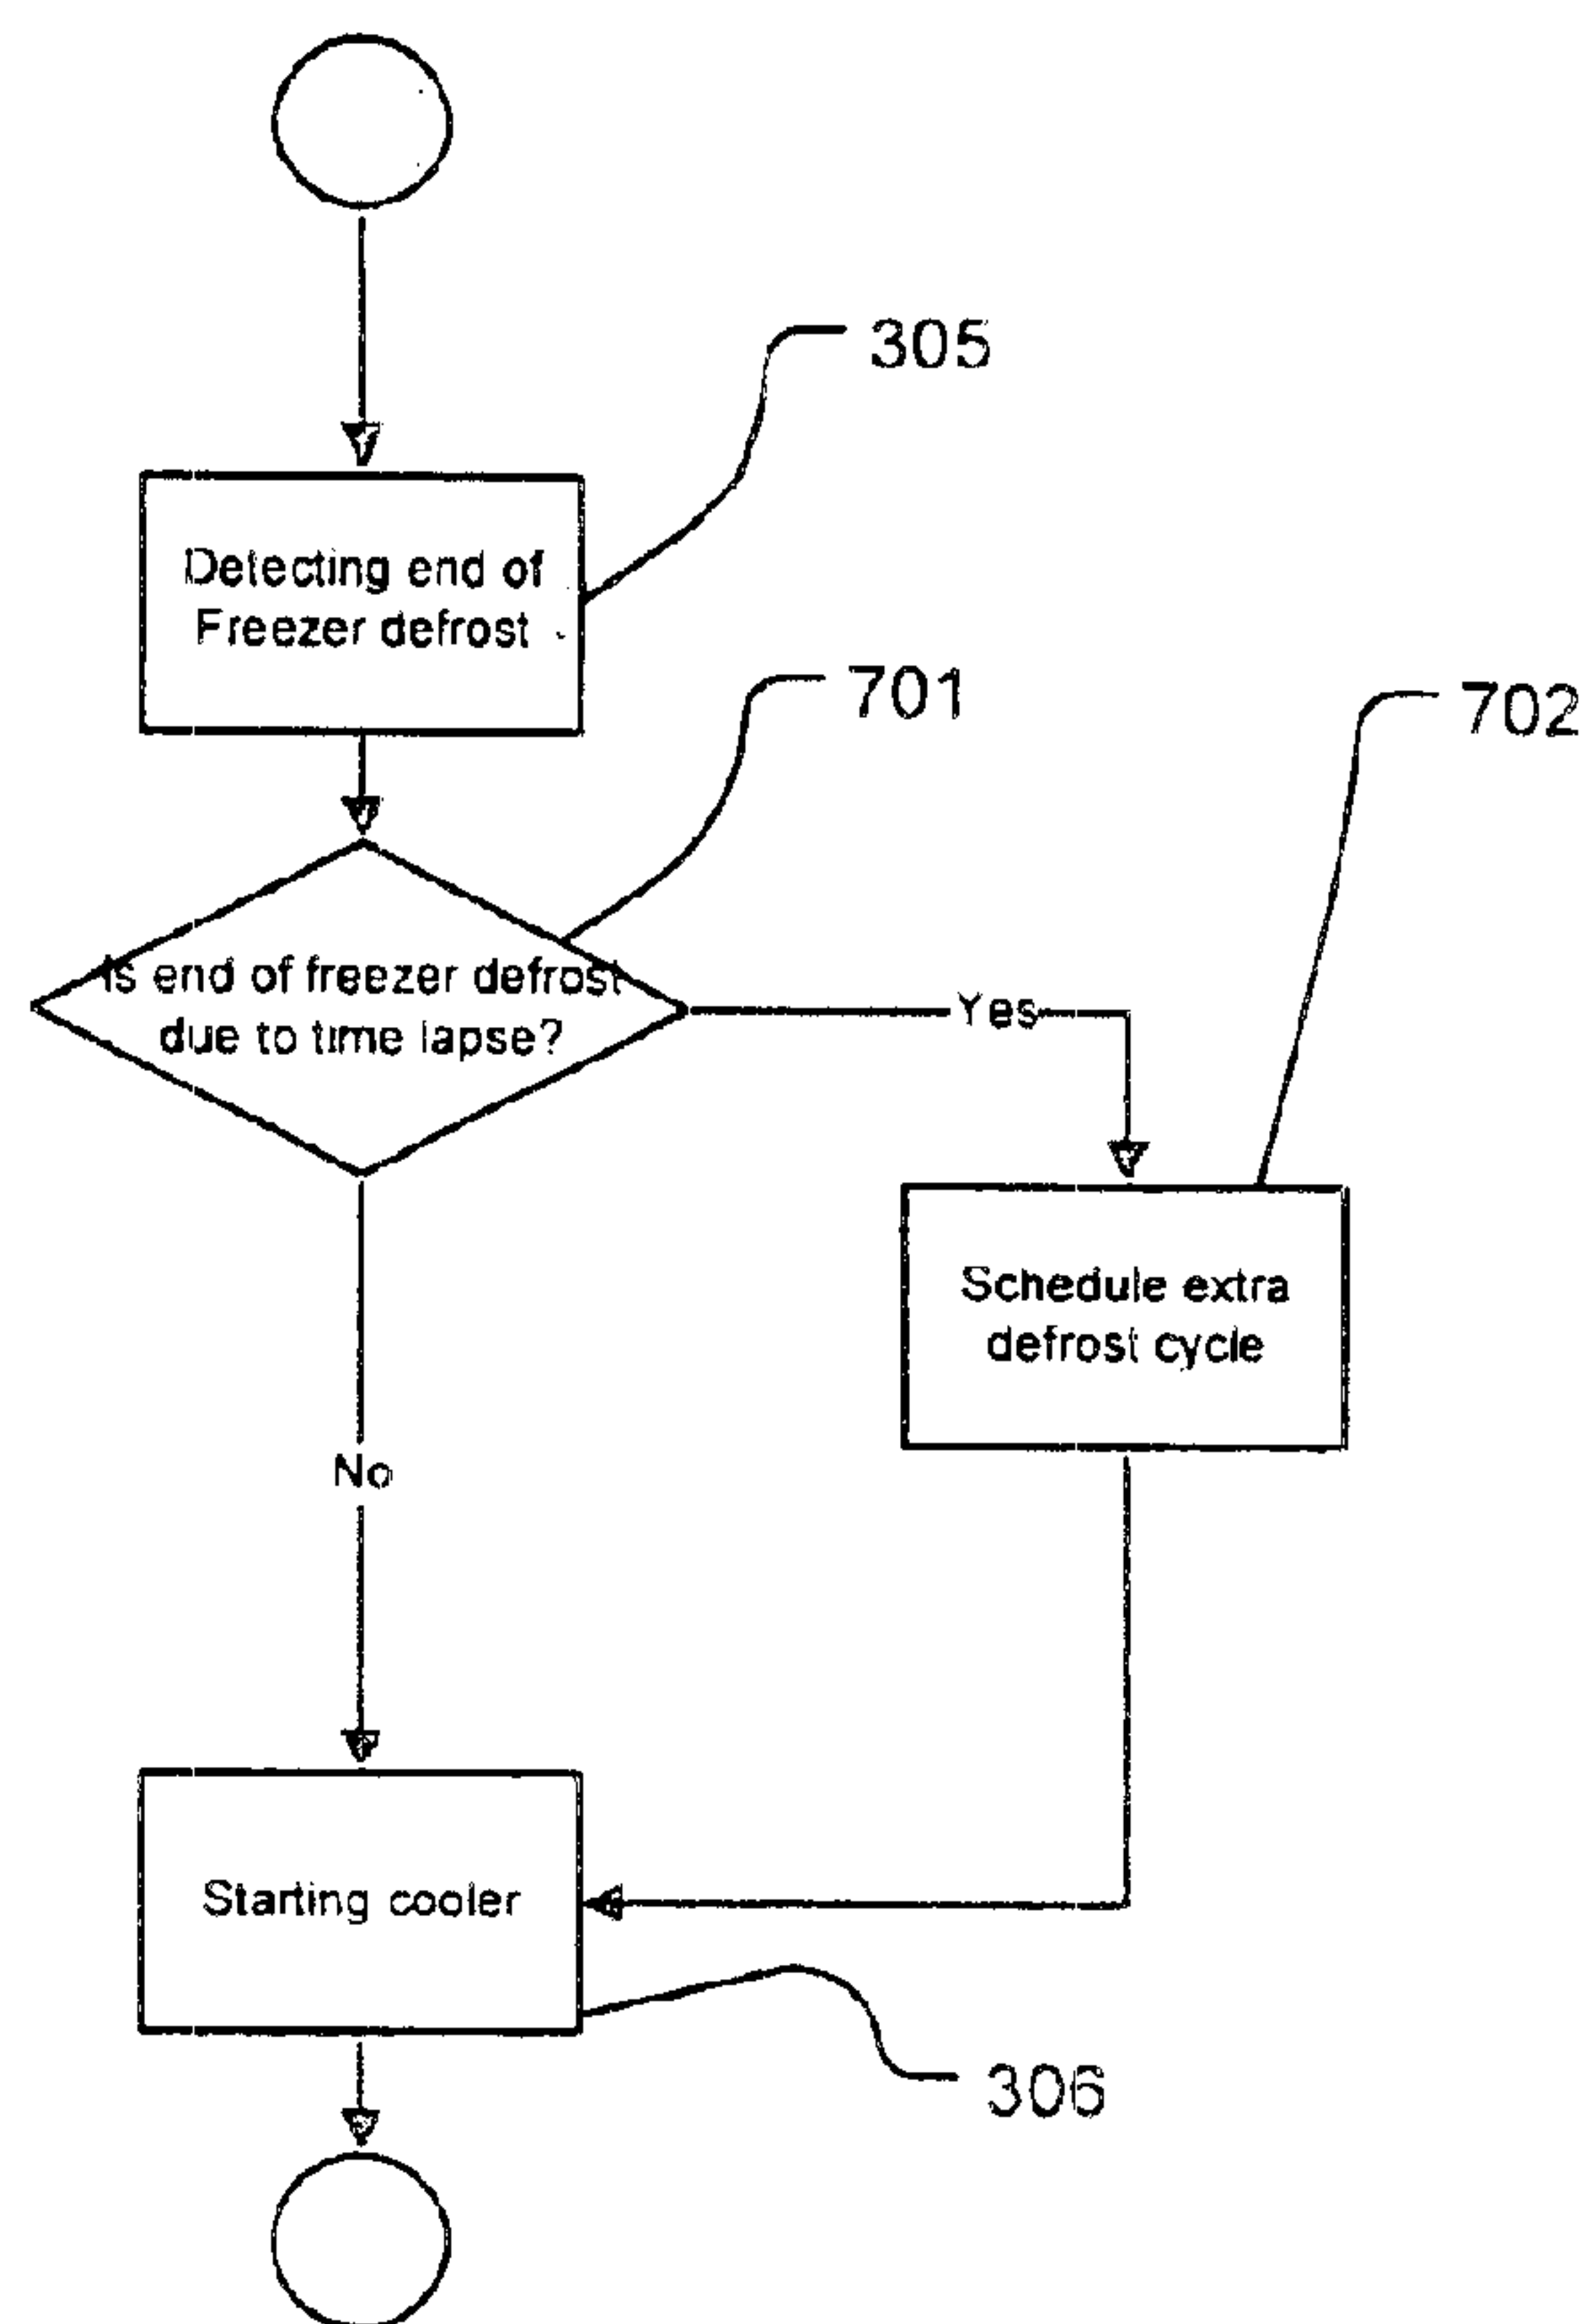 305
Detecting end of
Freezer defrost
701
702
Is end of freezer defrost
due to time lapse?
Yes
Schedule extra
defrost cycle
No
Starting cooler
306